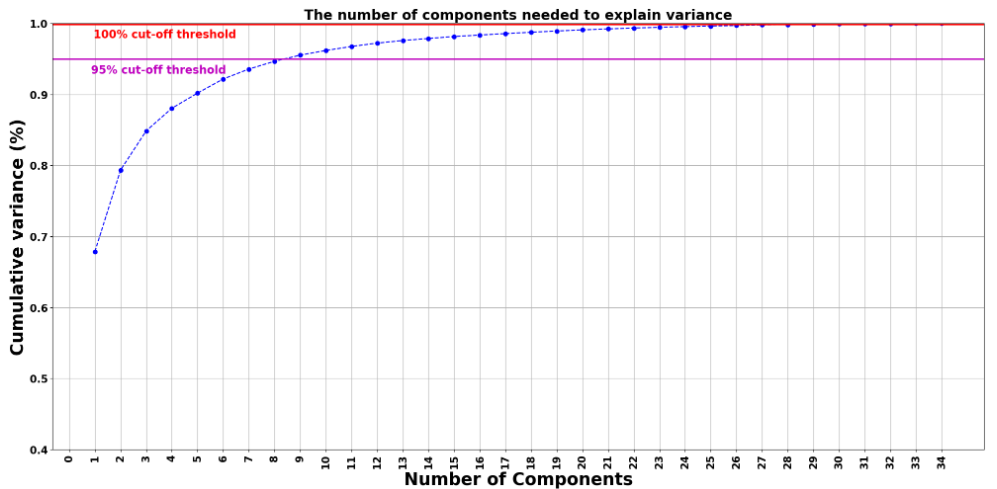 The number of components needed to explain variance
1.0
100% cut-off threshold
95% cut-off threshold
0.9
0.8
0.7
0.6
0.5
0.4
Cumulative variance (%)
0 1 2 3 4 5 6 7 8 9 10 11 12 13 14 15 16 17 18 19 20 21 22 23 24 25 26 27 28 29 30 31 32 33 34
Number of Components